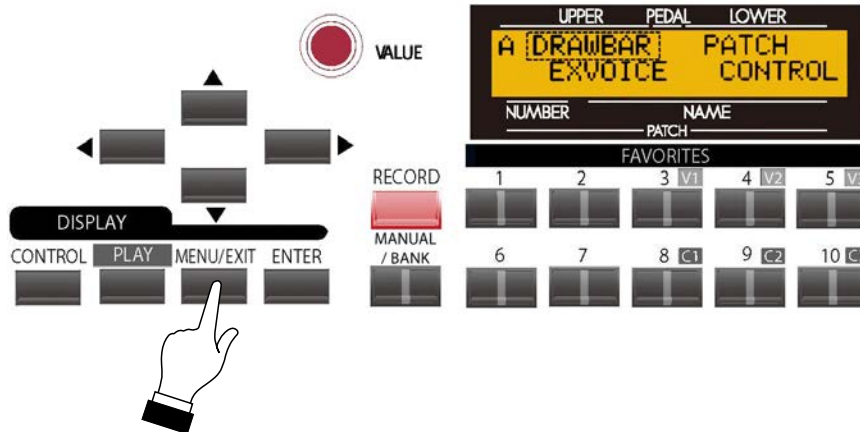 UPPER PEDAL LOWER
VALUE
A DRAWBAR PATCH
EXVOICE CONTROL
NUMBER NAME
PATCH
FAVORITES
RECORD
1 2 3 V1 4 V2 5
DISPLAY
MANUAL
/ BANK
CONTROL PLAY MENU/EXIT ENTER
6 7 8 C1 9 C2 10